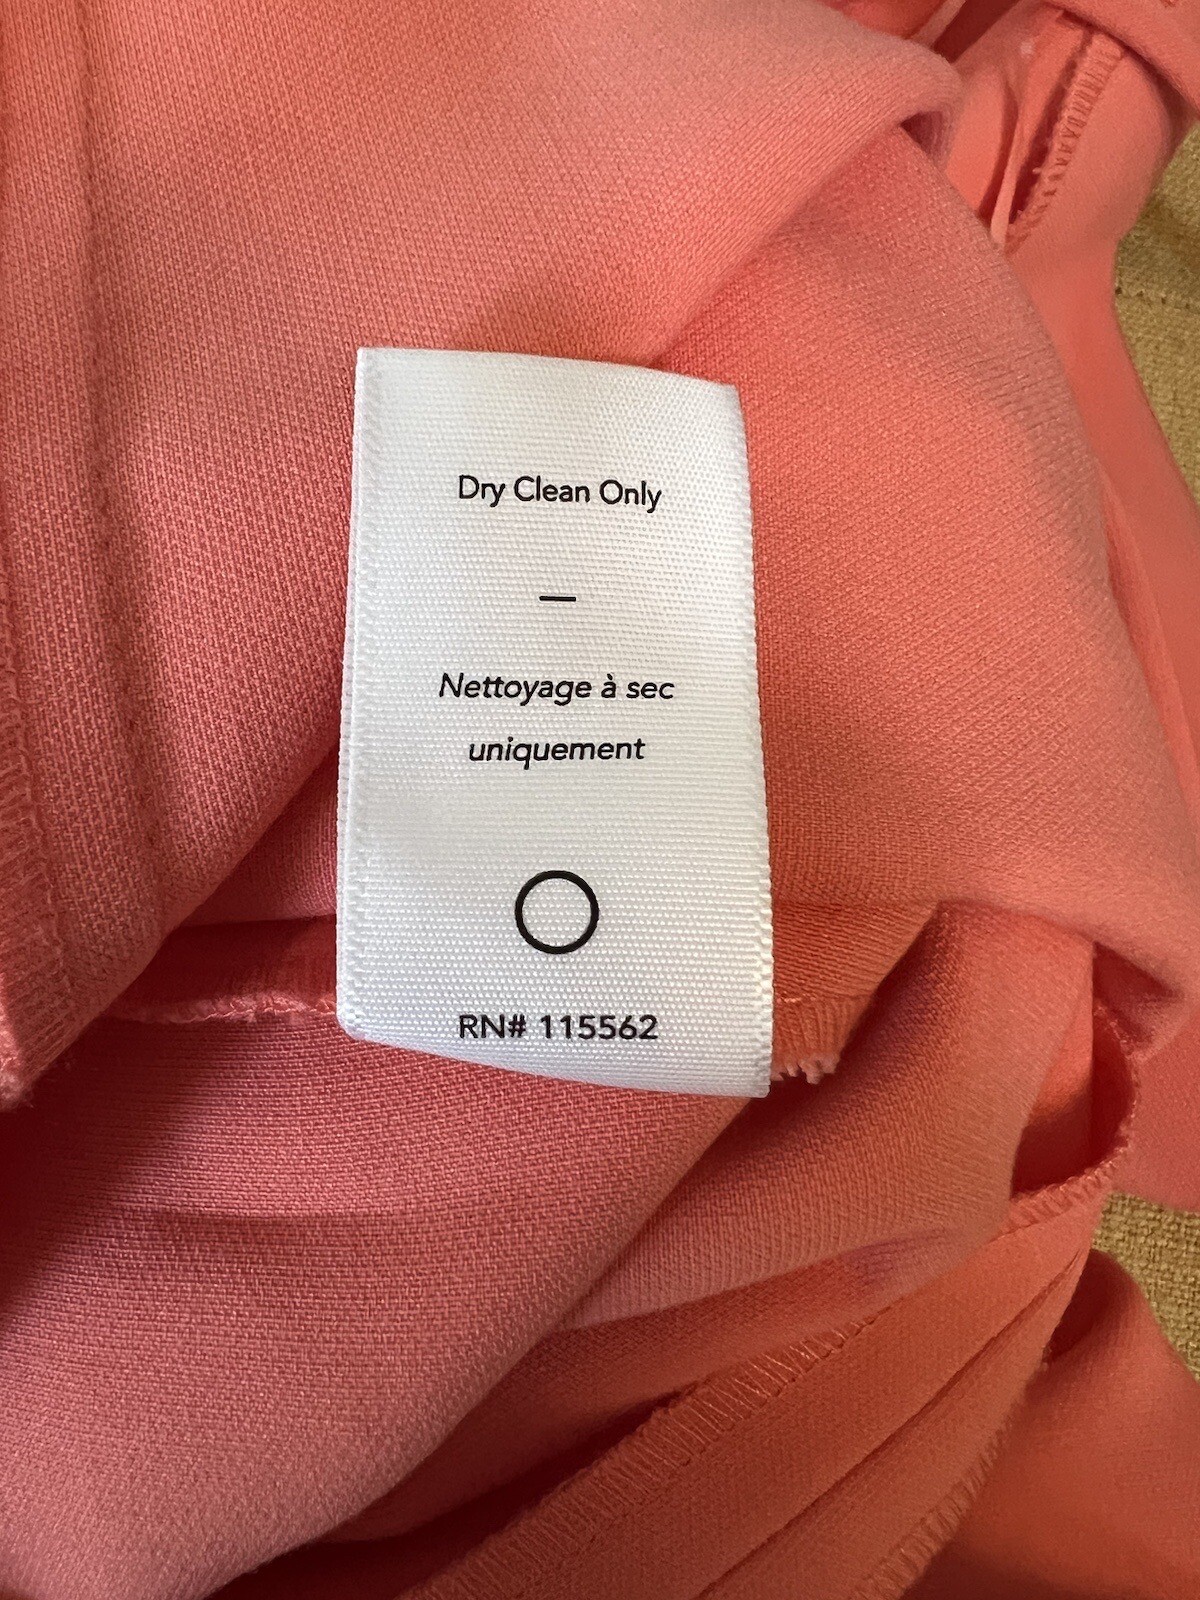 Dry Clean Only
—
Nettoyage à sec
uniquement
RN# 115562